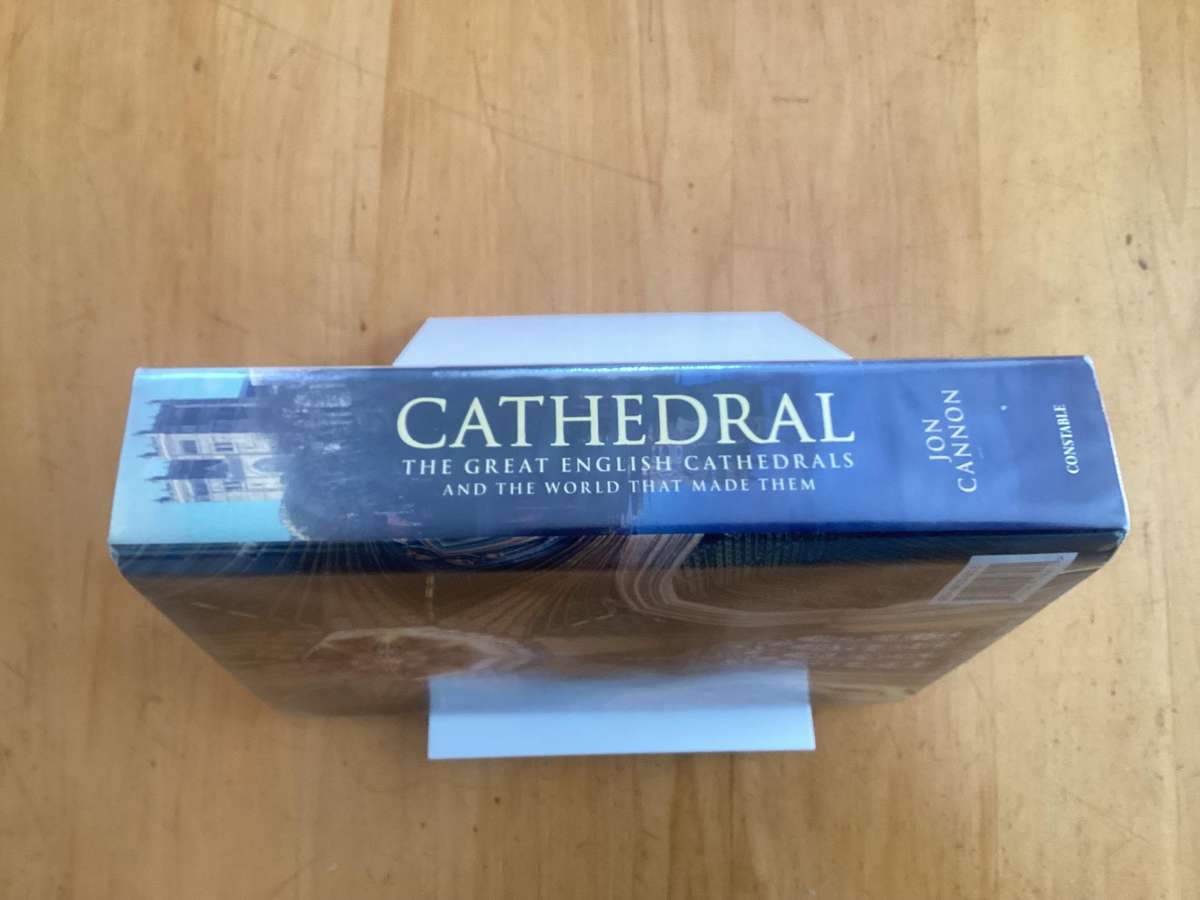 CATHEDRAL
THE GREAT ENGLISH CATHEDRALS
AND THE WORLD THAT MADE THEM
JON
CANNON
CONSTABLE